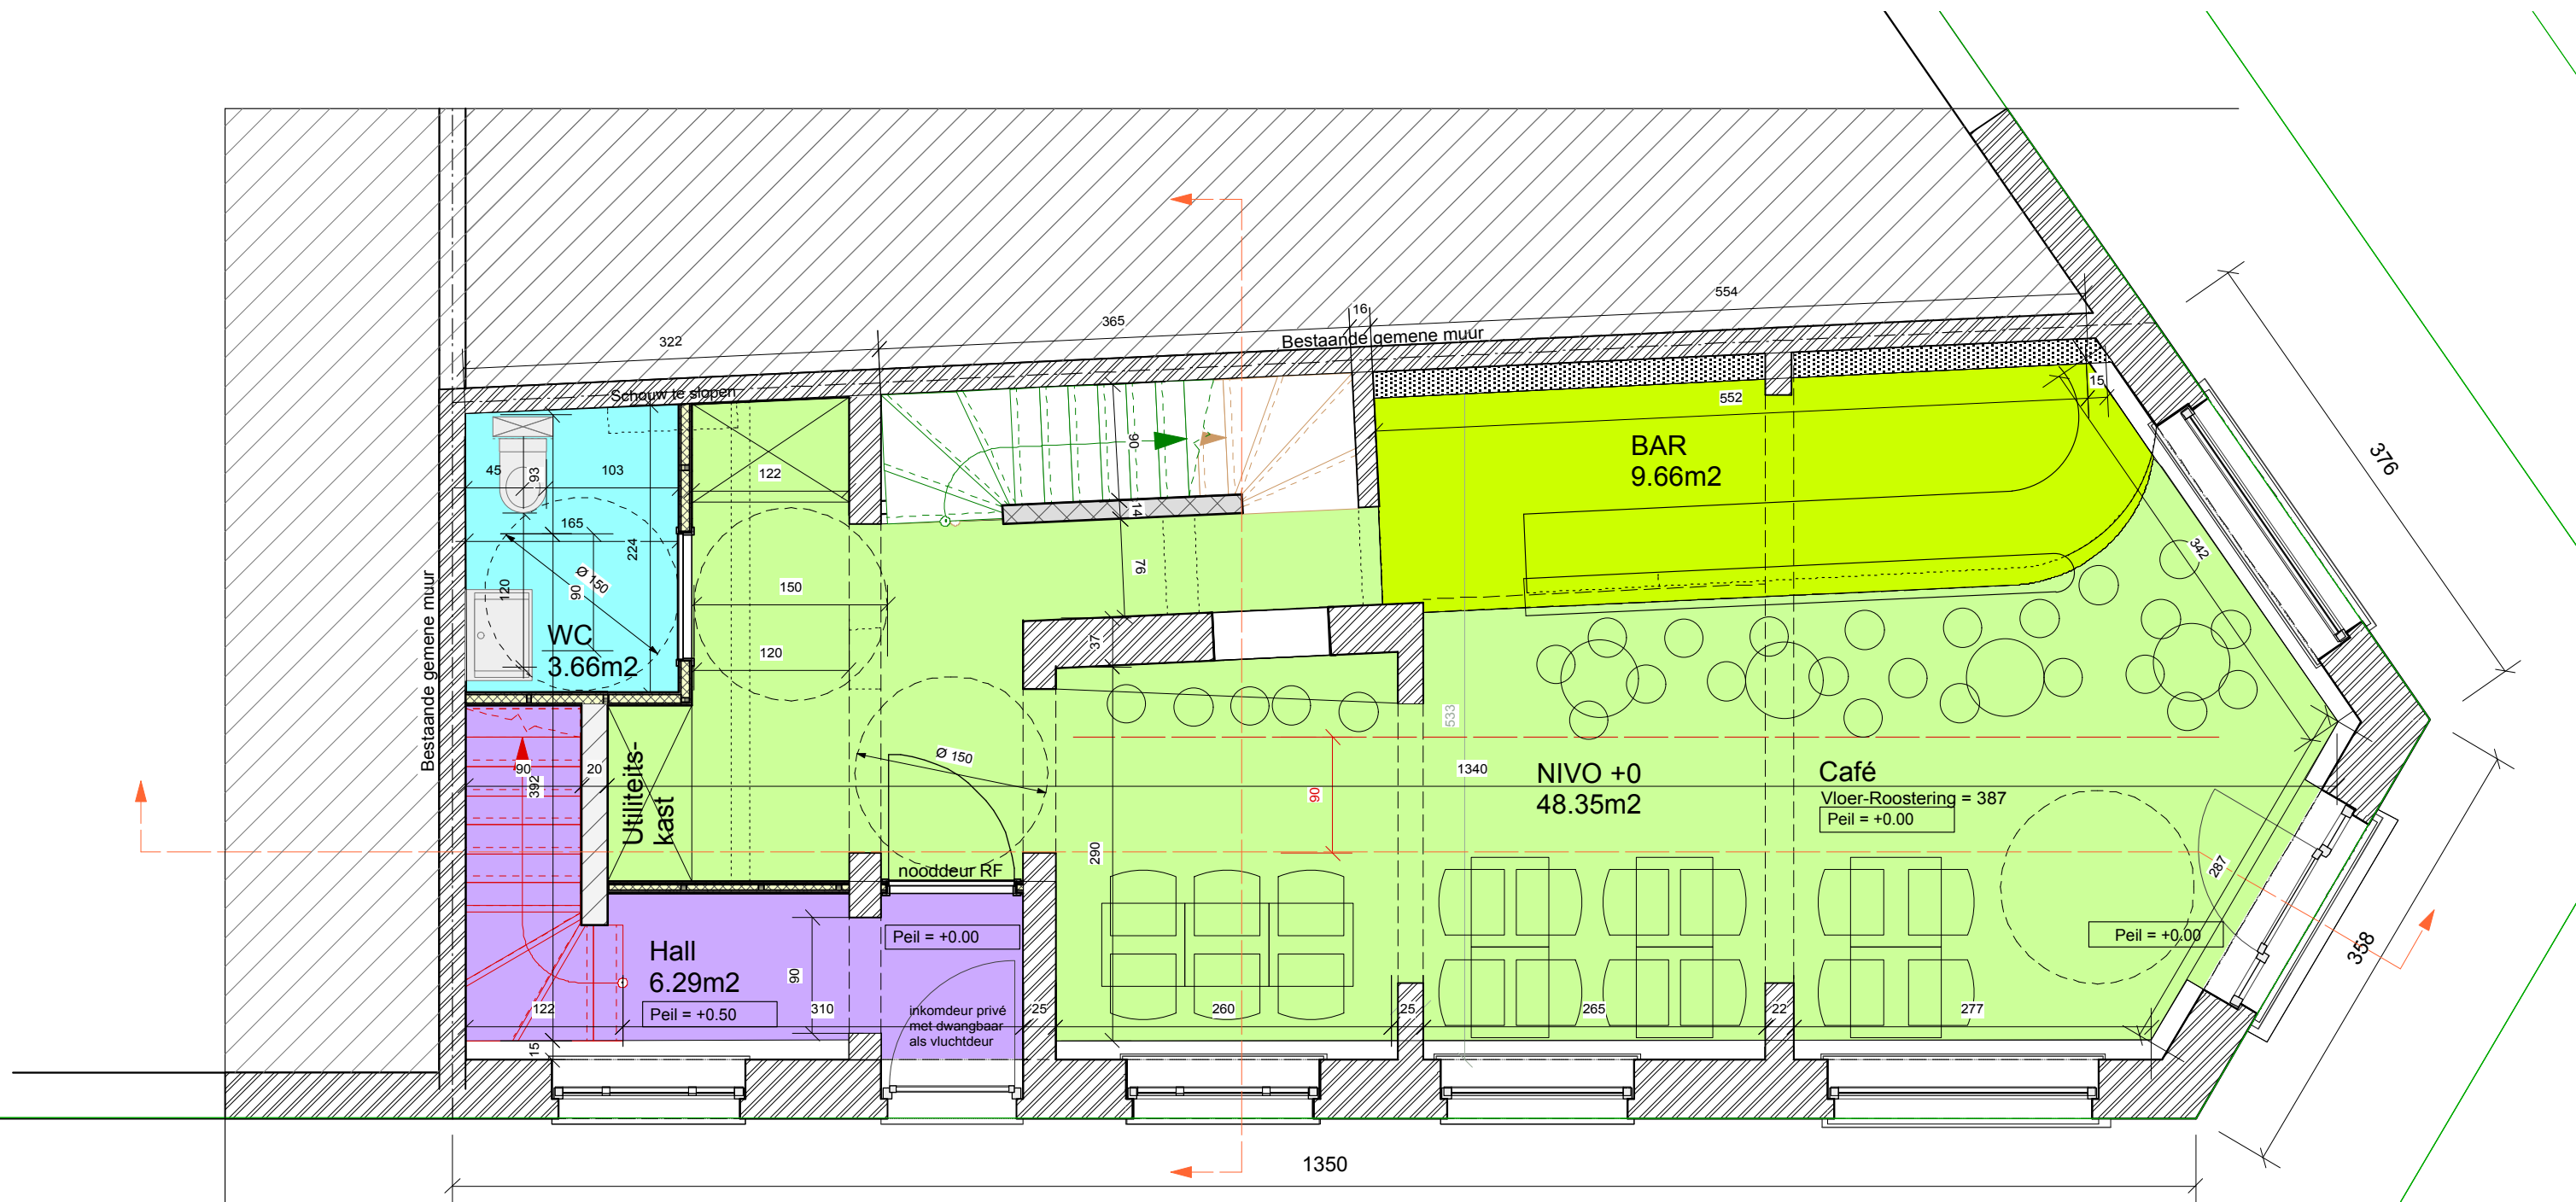 554
16
365
322
Bestaande gemene muur
15
Schouw te slopen
552
376
BAR
9.66m2
90
45
93
103
122
14
165
224
Ø 150
120
90
150
76
342
WC
3.66m2
120
37
Bestaande gemene muur
533
Ø 150
90
20
392
Utiliteits-
kast
90
1340
NIVO +0
48.35m2
Café
Vloer-Roostering = 387
Peil = +0.00
290
287
nooddeur RF
Peil = +0.00
Peil = +0.00
358
Hall
6.29m2
Peil = +0.50
90
122
310
inkomdeur privé
met dwangbaar
als vluchtdeur
25
260
25
265
22
277
15
1350